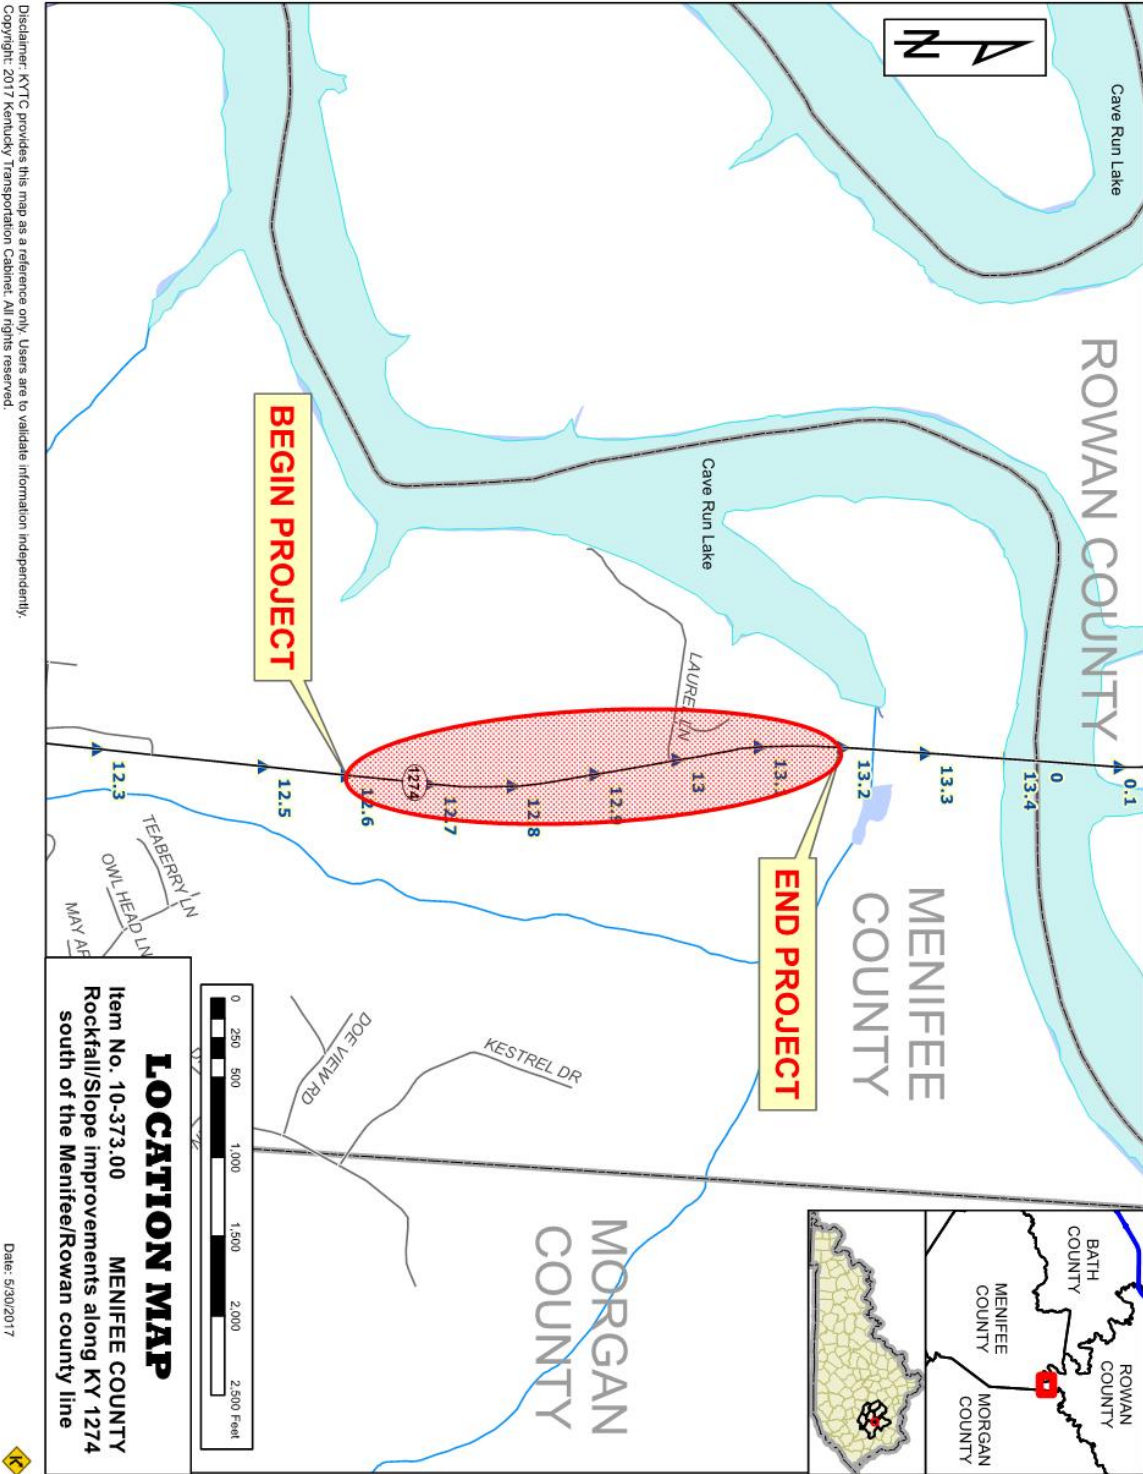 N
Cave Run Lake
ROWAN COUNTY
Cave Run Lake
MENIFEE
COUNTY
MORGAN
COUNTY
BEGIN PROJECT
END PROJECT
LAUREL LN
1274
12.3
12.5
12.6
12.7
12.8
12.9
13
13.1
13.2
13.3
13.4
0
0.1
TEABERRY LN
OWL HEAD LN
MAY AP
DOE VIEW RD
KESTREL DR
BATH
COUNTY
ROWAN
COUNTY
MENIFEE
COUNTY
MORGAN
COUNTY
0 250 500 1,000 1,500 2,000 2,500 Feet
LOCATION MAP
Item No. 10-373.00 MENIFEE COUNTY
Rockfall/Slope improvements along KY 1274
south of the Menifee/Rowan county line
Disclaimer: KYTC provides this map as a reference only. Users are to validate information independently.
Copyright: 2017 Kentucky Transportation Cabinet. All rights reserved.
Date: 5/30/2017